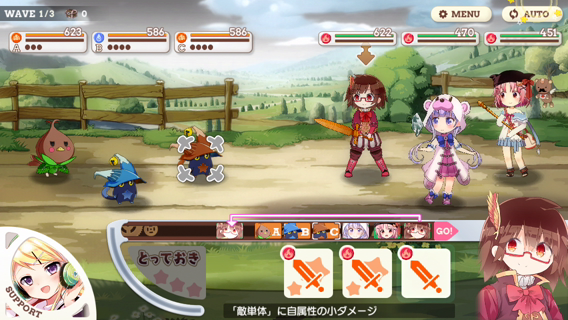 WAVE 1/3 0
MENU
AUTO
623
586
586
622
470
451
A
B
C
A B C GO!
とっておき
SUPPORT
「敵単体」に自属性の小ダメージ